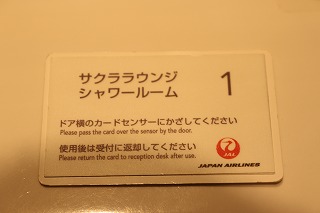 サクララウンジ
シャワールーム
1
ドア横のカードセンサーにかざしてください
Please pass the card over the sensor by the door.
使用後は受付に返却してください
Please return the card to reception desk after use.
JAL
JAPAN AIRLINES